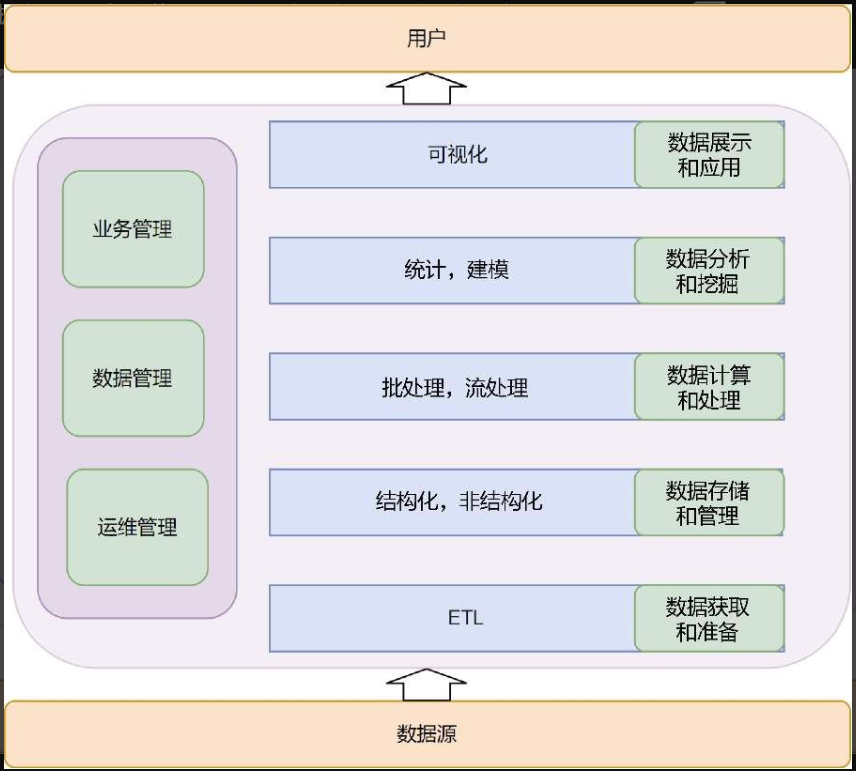 用户
可视化
数据展示
和应用
业务管理
统计，建模
数据分析
和挖掘
数据管理
批处理，流处理
数据计算
和处理
运维管理
结构化，非结构化
数据存储
和管理
ETL
数据获取
和准备
数据源